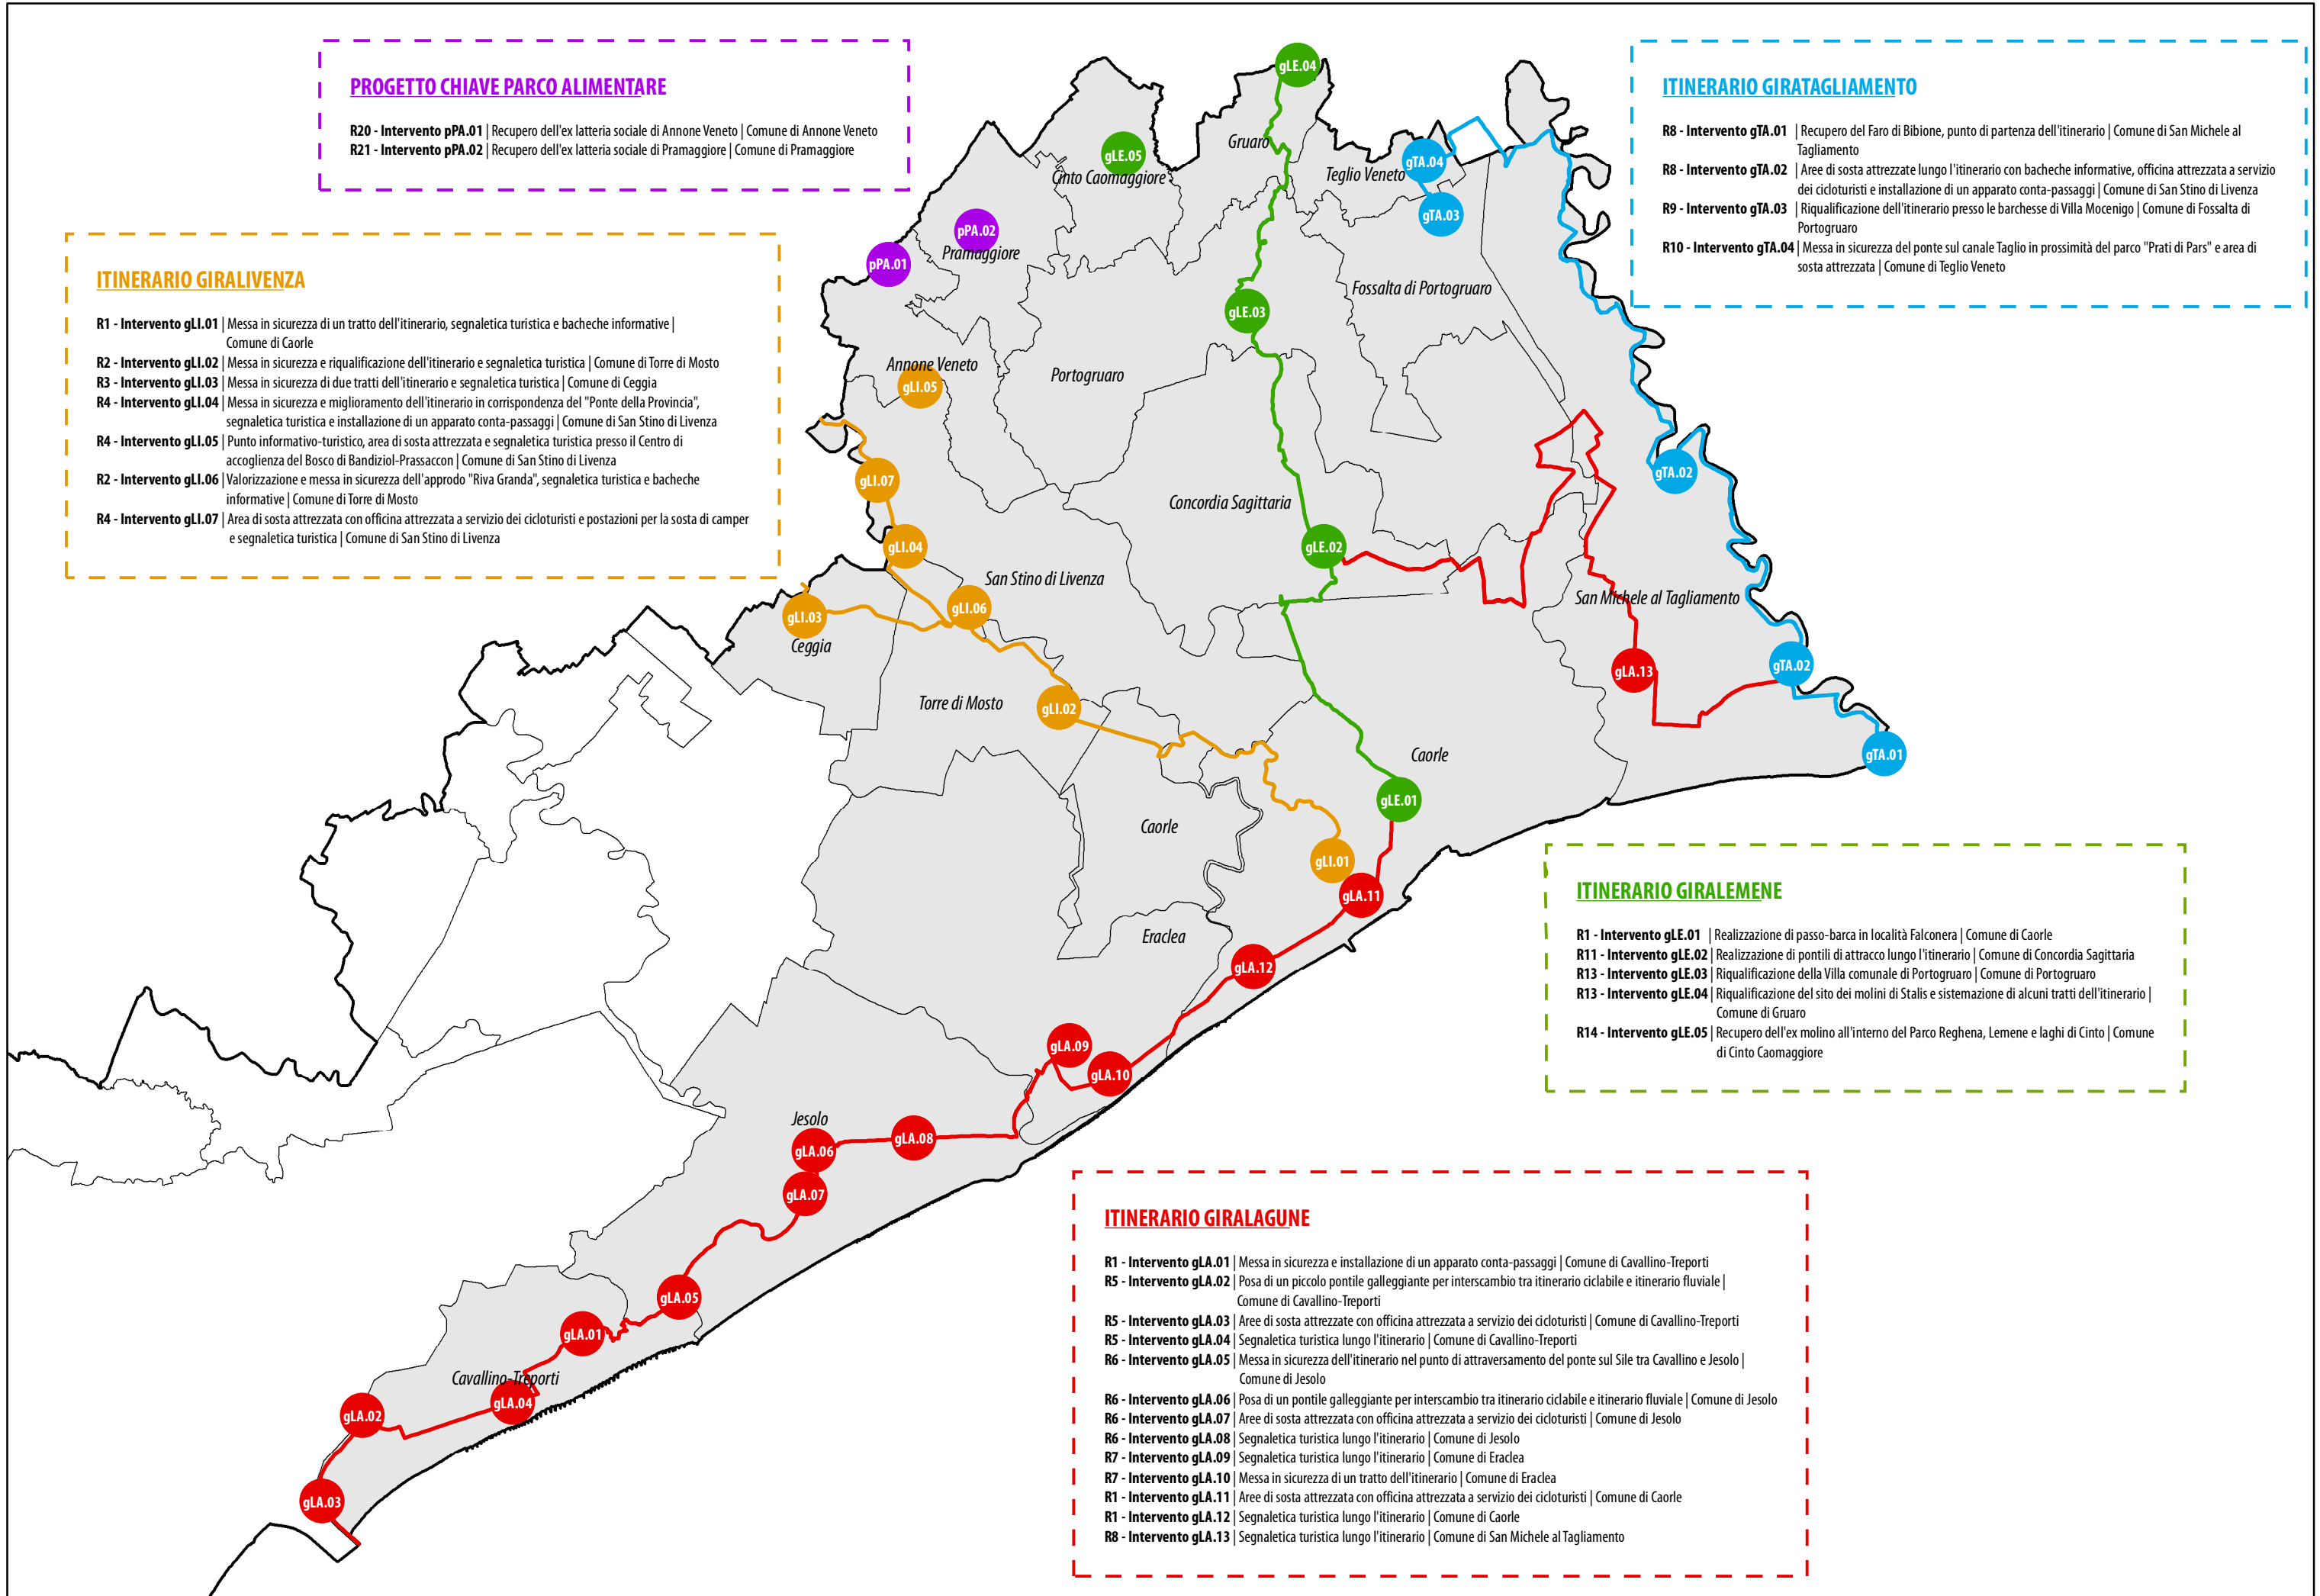 PROGETTO CHIAVE PARCO ALIMENTARE
R20 - Intervento pPA.01 | Recupero dell'ex latteria sociale di Annone Veneto | Comune di Annone Veneto
R21 - Intervento pPA.02 | Recupero dell'ex latteria sociale di Pramaggiore | Comune di Pramaggiore
ITINERARIO GIRATAGLIAMENTO
R8 - Intervento gTA.01 | Recupero del Faro di Bibione, punto di partenza dell'itinerario | Comune di San Michele al
Tagliamento
R8 - Intervento gTA.02 | Aree di sosta attrezzate lungo l'itinerario con bacheche informative, officina attrezzata a servizio
dei cicloturisti e installazione di un apparato conta-passaggi | Comune di San Stino di Livenza
R9 - Intervento gTA.03 | Riqualificazione dell'itinerario presso le barchesse di Villa Mocenigo | Comune di Fossalta di
Portogruaro
R10 - Intervento gTA.04 | Messa in sicurezza del ponte sul canale Taglio in prossimità del parco "Prati di Pars" e area di
sosta attrezzata | Comune di Teglio Veneto
ITINERARIO GIRALIVENZA
R1 - Intervento gLI.01 | Messa in sicurezza di un tratto dell'itinerario, segnaletica turistica e bacheche informative |
Comune di Caorle
R2 - Intervento gLI.02 | Messa in sicurezza e riqualificazione dell'itinerario e segnaletica turistica | Comune di Torre di Mosto
R3 - Intervento gLI.03 | Messa in sicurezza di due tratti dell'itinerario e segnaletica turistica | Comune di Ceggia
R4 - Intervento gLI.04 | Messa in sicurezza e miglioramento dell'itinerario in corrispondenza del "Ponte della Provincia",
segnaletica turistica e installazione di un apparato conta-passaggi | Comune di San Stino di Livenza
R4 - Intervento gLI.05 | Punto informativo-turistico, area di sosta attrezzata e segnaletica turistica presso il Centro di
accoglienza del Bosco di Bandiziol-Prassaccon | Comune di San Stino di Livenza
R2 - Intervento gLI.06 | Valorizzazione e messa in sicurezza dell'approdo "Riva Granda", segnaletica turistica e bacheche
informative | Comune di Torre di Mosto
R4 - Intervento gLI.07 | Area di sosta attrezzata con officina attrezzata a servizio dei cicloturisti e postazioni per la sosta di camper
e segnaletica turistica | Comune di San Stino di Livenza
gLE.04
Gruaro
gLE.05
Cinto Caomaggiore
Teglio Veneto
gTA.04
gTA.03
pPA.02
Pramaggiore
pPA.01
Fossalta di Portogruaro
gLE.03
Annone Veneto
gLI.05
Portogruaro
gTA.02
gLI.07
Concordia Sagittaria
gLI.04
gLE.02
San Stino di Livenza
San Michele al Tagliamento
gLI.06
gLI.03
Ceggia
gTA.02
gLA.13
Torre di Mosto
gLI.02
Caorle
gTA.01
gLE.01
Caorle
gLI.01
gLA.11
Eraclea
gLA.12
gLA.09
gLA.10
Jesolo
gLA.06
gLA.08
gLA.07
gLA.05
gLA.01
Cavallino-Treporti
gLA.04
gLA.02
gLA.03
ITINERARIO GIRALEMENE
R1 - Intervento gLE.01 | Realizzazione di passo-barca in località Falconera | Comune di Caorle
R11 - Intervento gLE.02 | Realizzazione di pontili di attracco lungo l'itinerario | Comune di Concordia Sagittaria
R13 - Intervento gLE.03 | Riqualificazione della Villa comunale di Portogruaro | Comune di Portogruaro
R13 - Intervento gLE.04 | Riqualificazione del sito dei molini di Stalis e sistemazione di alcuni tratti dell'itinerario |
Comune di Gruaro
R14 - Intervento gLE.05 | Recupero dell'ex molino all'interno del Parco Reghena, Lemene e laghi di Cinto | Comune
di Cinto Caomaggiore
ITINERARIO GIRALAGUNE
R1 - Intervento gLA.01 | Messa in sicurezza e installazione di un apparato conta-passaggi | Comune di Cavallino-Treporti
R5 - Intervento gLA.02 | Posa di un piccolo pontile galleggiante per interscambio tra itinerario ciclabile e itinerario fluviale |
Comune di Cavallino-Treporti
R5 - Intervento gLA.03 | Aree di sosta attrezzate con officina attrezzata a servizio dei cicloturisti | Comune di Cavallino-Treporti
R5 - Intervento gLA.04 | Segnaletica turistica lungo l'itinerario | Comune di Cavallino-Treporti
R6 - Intervento gLA.05 | Messa in sicurezza dell'itinerario nel punto di attraversamento del ponte sul Sile tra Cavallino e Jesolo |
Comune di Jesolo
R6 - Intervento gLA.06 | Posa di un pontile galleggiante per interscambio tra itinerario ciclabile e itinerario fluviale | Comune di Jesolo
R6 - Intervento gLA.07 | Aree di sosta attrezzata con officina attrezzata a servizio dei cicloturisti | Comune di Jesolo
R6 - Intervento gLA.08 | Segnaletica turistica lungo l'itinerario | Comune di Jesolo
R7 - Intervento gLA.09 | Segnaletica turistica lungo l'itinerario | Comune di Eraclea
R7 - Intervento gLA.10 | Messa in sicurezza di un tratto dell'itinerario | Comune di Eraclea
R1 - Intervento gLA.11 | Aree di sosta attrezzata con officina attrezzata a servizio dei cicloturisti | Comune di Caorle
R1 - Intervento gLA.12 | Segnaletica turistica lungo l'itinerario | Comune di Caorle
R8 - Intervento gLA.13 | Segnaletica turistica lungo l'itinerario | Comune di San Michele al Tagliamento